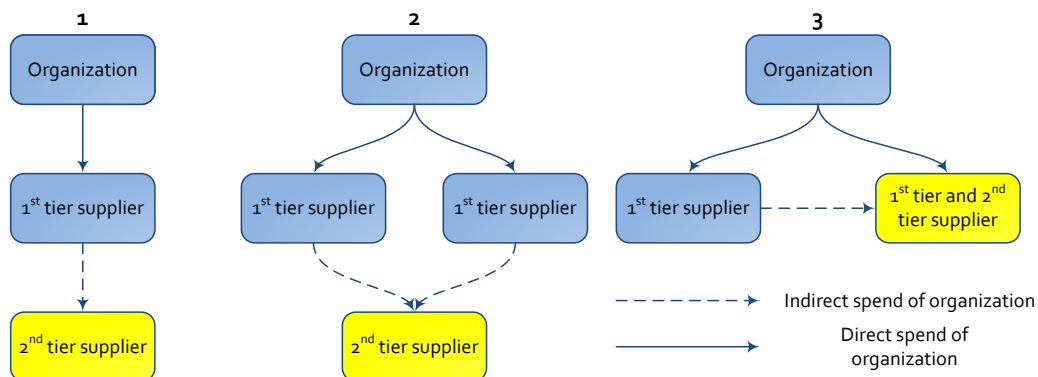 1
Organization
1st tier supplier
2nd tier supplier
2
Organization
1st tier supplier
1st tier supplier
2nd tier supplier
3
Organization
1st tier supplier
1st tier and 2nd
tier supplier
Indirect spend of organization
Direct spend of
organization